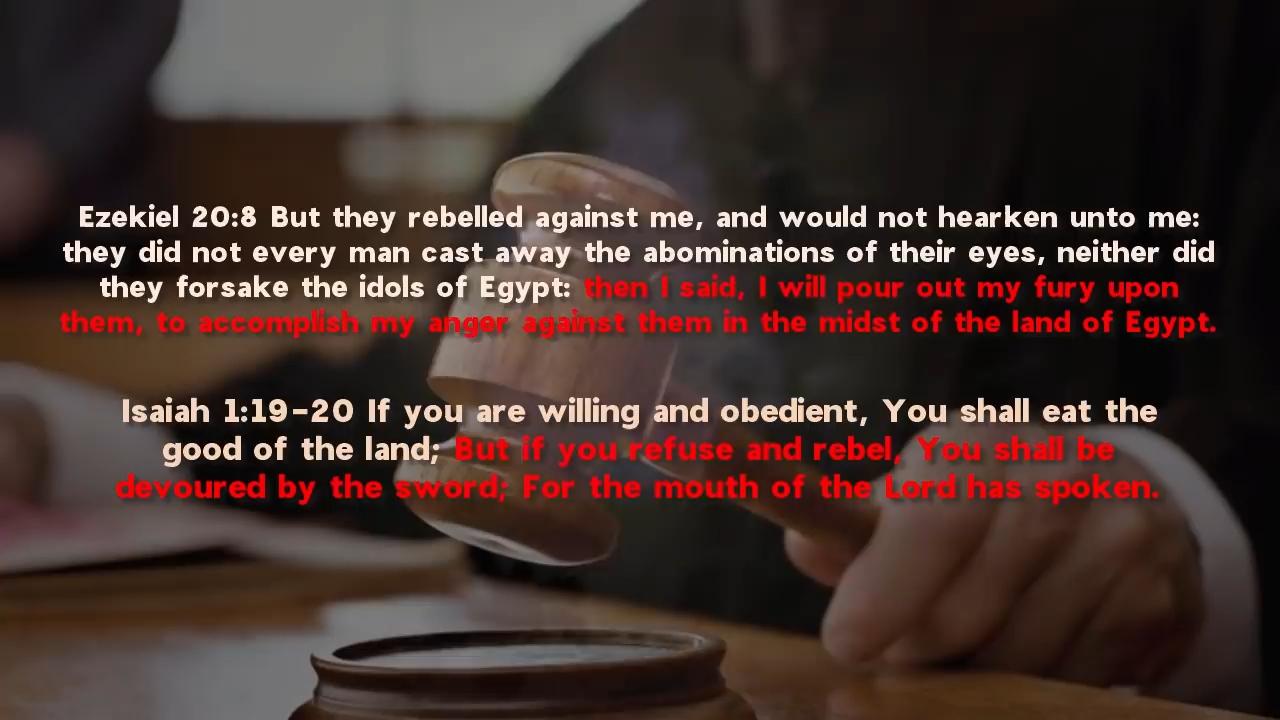 Ezekiel 20:8 But they rebelled against me, and would not hearken unto me:
they did not every man cast away the abominations of their eyes, neither did
they forsake the idols of Egypt: then I said, I will pour out my fury upon
them, to accomplish my anger against them in the midst of the land of Egypt.
Isaiah 1:19-20 If you are willing and obedient, You shall eat the
good of the land; But if you refuse and rebel, You shall be
devoured by the sword; For the mouth of the Lord has spoken.